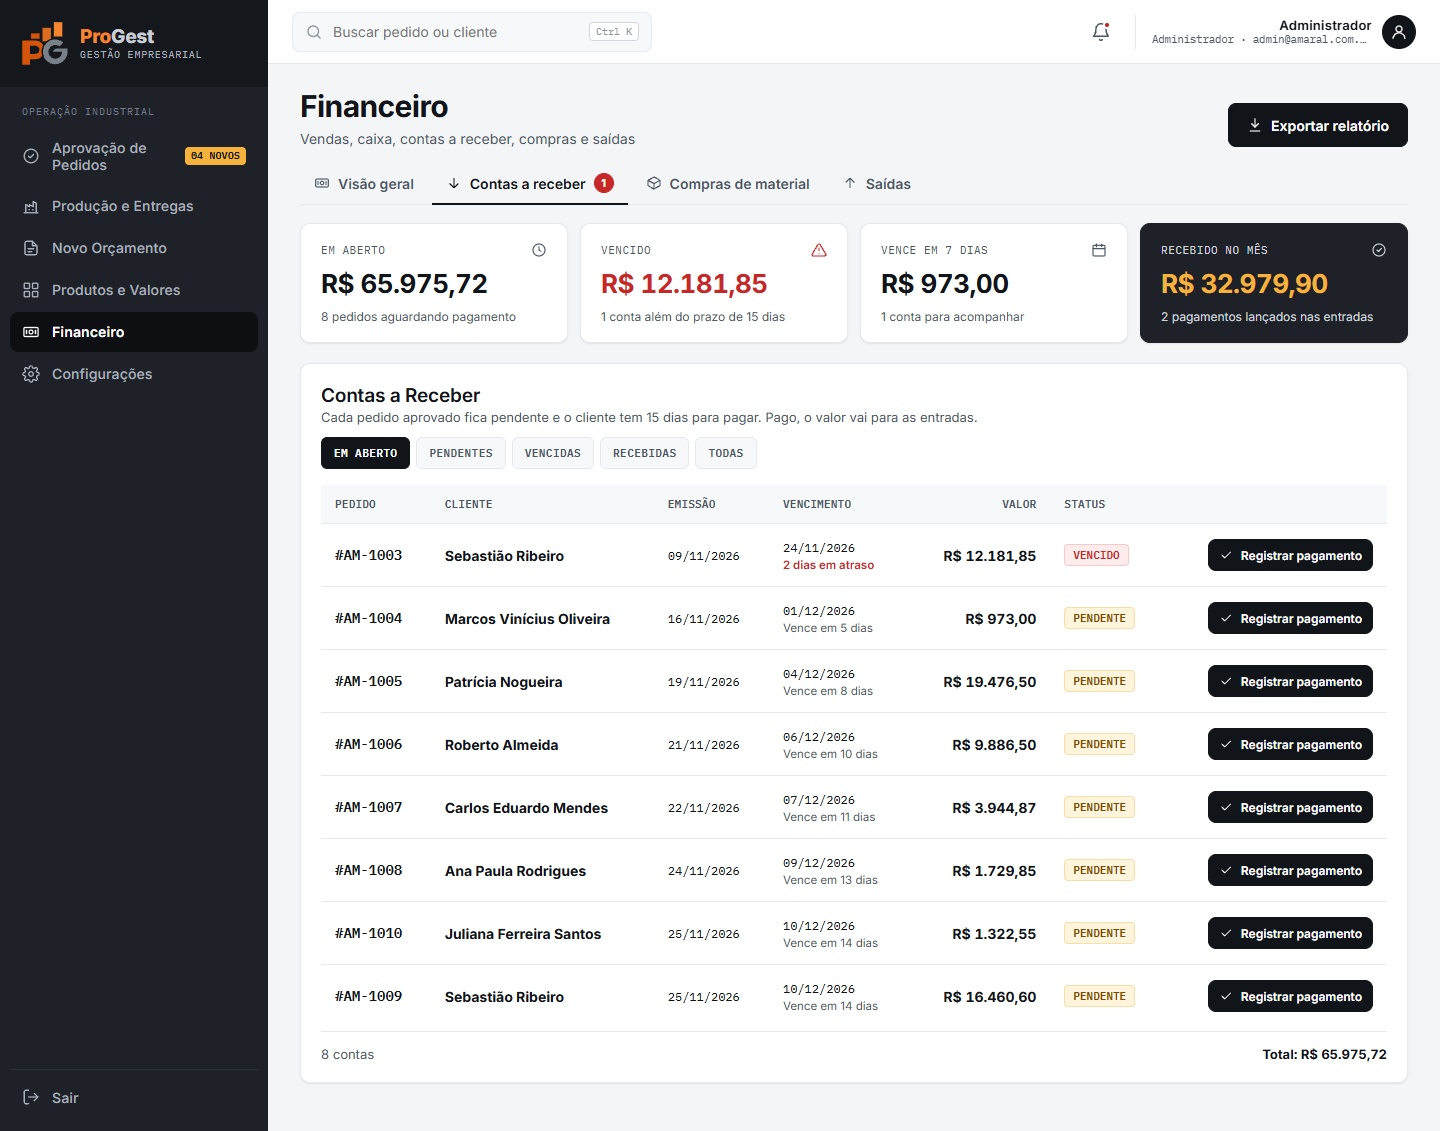 ProGest
GESTÃO EMPRESARIAL
OPERAÇÃO INDUSTRIAL
Aprovação de
Pedidos
04 NOVOS
Produção e Entregas
Novo Orçamento
Produtos e Valores
Financeiro
Configurações
Sair
Buscar pedido ou cliente
Ctrl K
Administrador
Administrador · admin@amaral.com.…
Financeiro
Vendas, caixa, contas a receber, compras e saídas
Exportar relatório
Visão geral
Contas a receber 1
Compras de material
Saídas
EM ABERTO
R$ 65.975,72
8 pedidos aguardando pagamento
VENCIDO
R$ 12.181,85
1 conta além do prazo de 15 dias
VENCE EM 7 DIAS
R$ 973,00
1 conta para acompanhar
RECEBIDO NO MÊS
R$ 32.979,90
2 pagamentos lançados nas entradas
Contas a Receber
Cada pedido aprovado fica pendente e o cliente tem 15 dias para pagar. Pago, o valor vai para as entradas.
EM ABERTO PENDENTES VENCIDAS RECEBIDAS TODAS
PEDIDO CLIENTE EMISSÃO VENCIMENTO VALOR STATUS
#AM-1003 Sebastião Ribeiro 09/11/2026 24/11/2026 R$ 12.181,85 VENCIDO Registrar pagamento
2 dias em atraso
#AM-1004 Marcos Vinícius Oliveira 16/11/2026 01/12/2026 R$ 973,00 PENDENTE Registrar pagamento
Vence em 5 dias
#AM-1005 Patrícia Nogueira 19/11/2026 04/12/2026 R$ 19.476,50 PENDENTE Registrar pagamento
Vence em 8 dias
#AM-1006 Roberto Almeida 21/11/2026 06/12/2026 R$ 9.886,50 PENDENTE Registrar pagamento
Vence em 10 dias
#AM-1007 Carlos Eduardo Mendes 22/11/2026 07/12/2026 R$ 3.944,87 PENDENTE Registrar pagamento
Vence em 11 dias
#AM-1008 Ana Paula Rodrigues 24/11/2026 09/12/2026 R$ 1.729,85 PENDENTE Registrar pagamento
Vence em 13 dias
#AM-1010 Juliana Ferreira Santos 25/11/2026 10/12/2026 R$ 1.322,55 PENDENTE Registrar pagamento
Vence em 14 dias
#AM-1009 Sebastião Ribeiro 25/11/2026 10/12/2026 R$ 16.460,60 PENDENTE Registrar pagamento
Vence em 14 dias
8 contas
Total: R$ 65.975,72